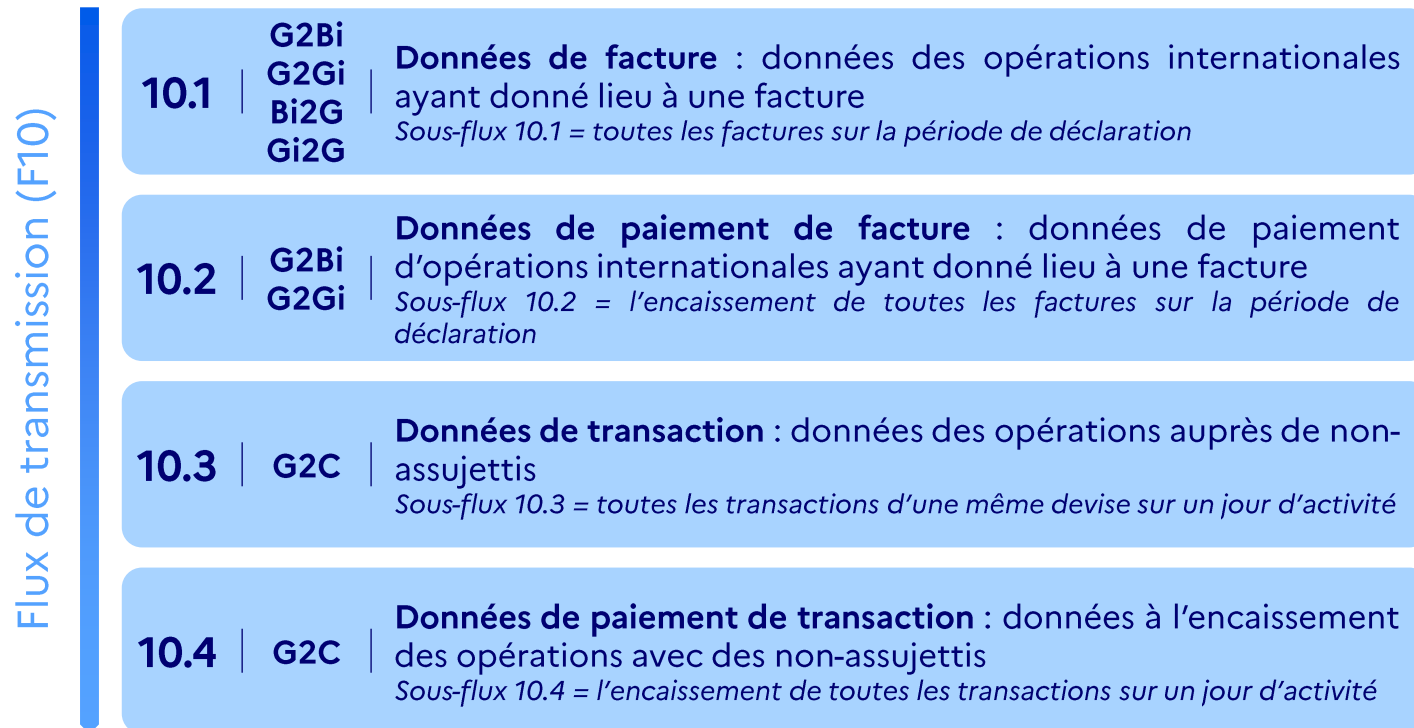 Flux de transmission (F10)
10.1
G2Bi
G2Gi
Bi2G
Gi2G
Données de facture : données des opérations internationales
ayant donné lieu à une facture
Sous-flux 10.1 = toutes les factures sur la période de déclaration
10.2
G2Bi
G2Gi
Données de paiement de facture : données de paiement
d'opérations internationales ayant donné lieu à une facture
Sous-flux 10.2 = l'encaissement de toutes les factures sur la période de
déclaration
10.3
G2C
Données de transaction : données des opérations auprès de non-
assujettis
Sous-flux 10.3 = toutes les transactions d'une même devise sur un jour d'activité
10.4
G2C
Données de paiement de transaction : données à l'encaissement
des opérations avec des non-assujettis
Sous-flux 10.4 = l'encaissement de toutes les transactions sur un jour d'activité